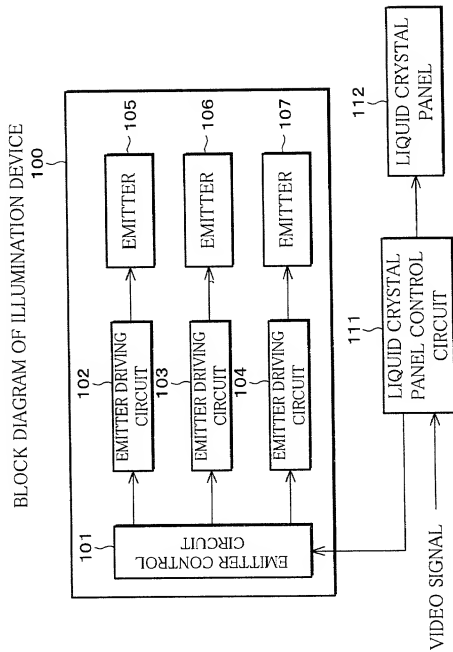 BLOCK DIAGRAM OF ILLUMINATION DEVICE
100
101
EMITTER CONTROL
CIRCUIT
102
EMITTER DRIVING
CIRCUIT
105
EMITTER
103
EMITTER DRIVING
CIRCUIT
106
EMITTER
104
EMITTER DRIVING
CIRCUIT
107
EMITTER
111
LIQUID CRYSTAL
PANEL CONTROL
CIRCUIT
112
LIQUID CRYSTAL
PANEL
VIDEO SIGNAL